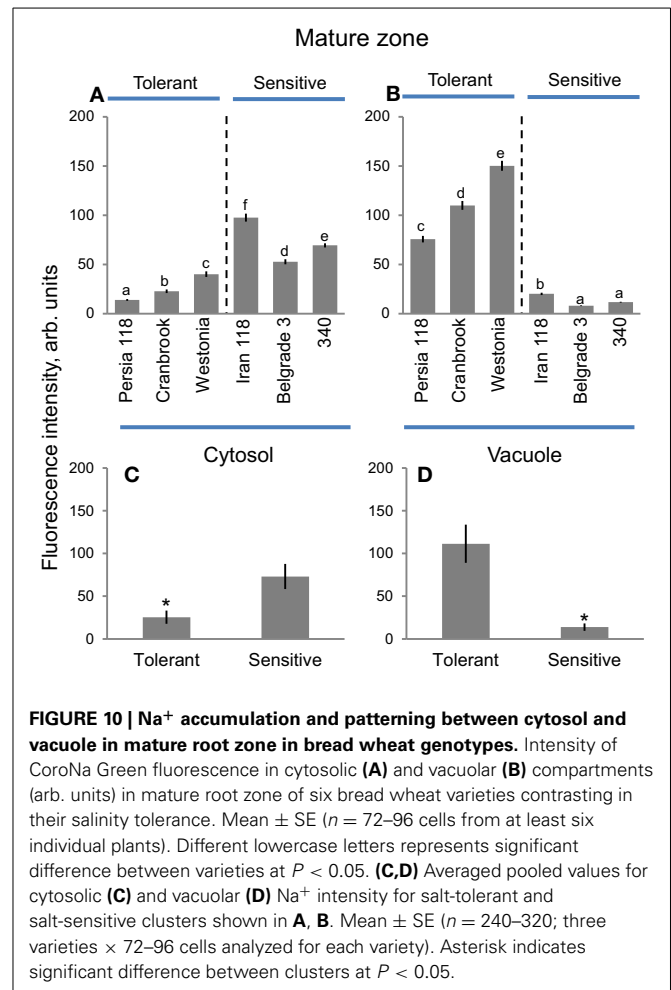 Mature zone
A Tolerant Sensitive
B Tolerant Sensitive
Fluorescence intensity, arb. units
200
150
100
50
0
a b c f d e
Persia 118
Cranbrook
Westonia
Iran 118
Belgrade 3
340
200
150
100
50
0
c d e b a a
Persia 118
Cranbrook
Westonia
Iran 118
Belgrade 3
340
Cytosol
C
200
150
100
50
0
*
Tolerant Sensitive
Vacuole
D
200
150
100
50
0
*
Tolerant Sensitive
FIGURE 10 | Na⁺ accumulation and patterning between cytosol and
vacuole in mature root zone in bread wheat genotypes. Intensity of
CoroNa Green fluorescence in cytosolic (A) and vacuolar (B) compartments
(arb. units) in mature root zone of six bread wheat varieties contrasting in
their salinity tolerance. Mean ± SE (n = 72–96 cells from at least six
individual plants). Different lowercase letters represents significant
difference between varieties at P < 0.05. (C,D) Averaged pooled values for
cytosolic (C) and vacuolar (D) Na⁺ intensity for salt-tolerant and
salt-sensitive clusters shown in A, B. Mean ± SE (n = 240–320; three
varieties × 72–96 cells analyzed for each variety). Asterisk indicates
significant difference between clusters at P < 0.05.